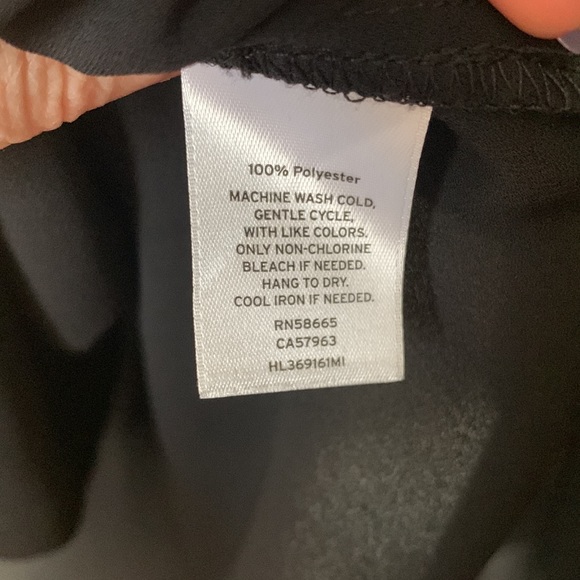 100% Polyester
MACHINE WASH COLD,
GENTLE CYCLE,
WITH LIKE COLORS.
ONLY NON-CHLORINE
BLEACH IF NEEDED.
HANG TO DRY.
COOL IRON IF NEEDED.
RN58665
CA57963
HL369161MI